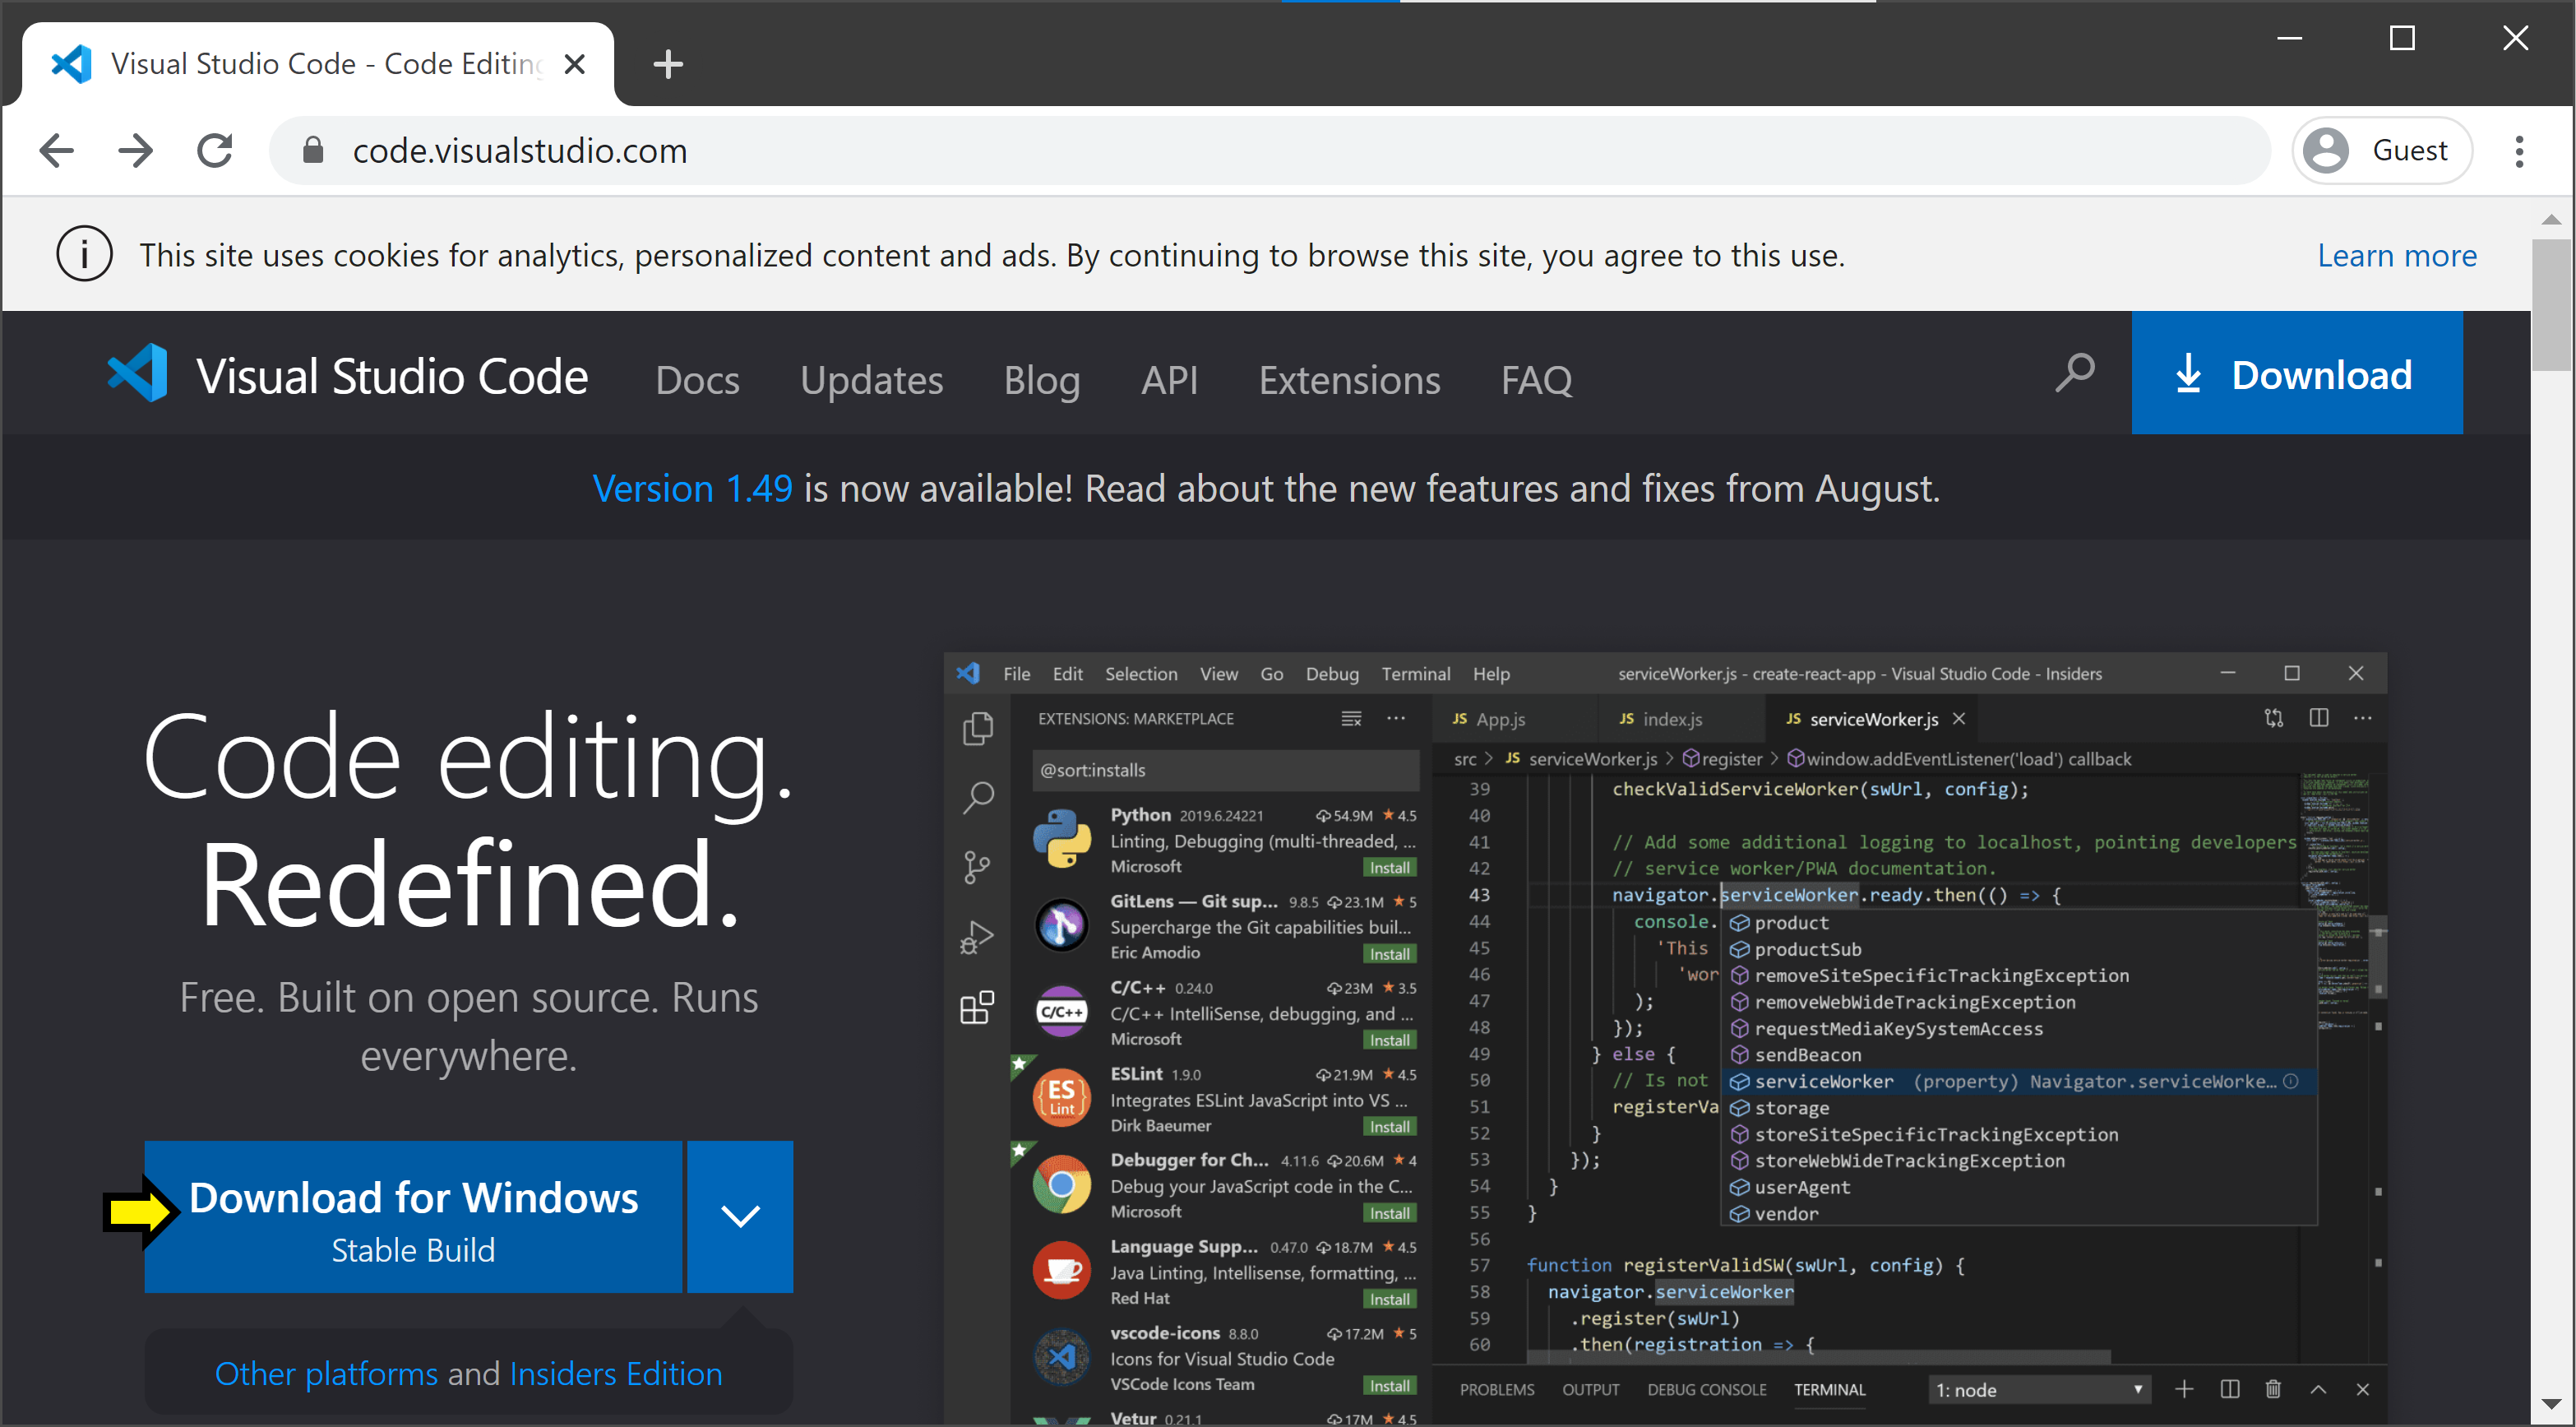 Visual Studio Code - Code Editing
code.visualstudio.com
Guest
This site uses cookies for analytics, personalized content and ads. By continuing to browse this site, you agree to this use.
Learn more
Visual Studio Code
Docs
Updates
Blog
API
Extensions
FAQ
Download
Version 1.49 is now available! Read about the new features and fixes from August.
Code editing.
Redefined.
Free. Built on open source. Runs
everywhere.
Download for Windows
Stable Build
Other platforms and Insiders Edition
File Edit Selection View Go Debug Terminal Help
serviceWorker.js - create-react-app - Visual Studio Code - Insiders
EXTENSIONS: MARKETPLACE
@sort:installs
Python 2019.6.24221 54.9M 4.5
Linting, Debugging (multi-threaded, ...
Microsoft Install
GitLens — Git sup... 9.8.5 23.1M 5
Supercharge the Git capabilities buil...
Eric Amodio Install
C/C++
C/C++ 0.24.0 23M 3.5
C/C++ IntelliSense, debugging, and ...
Microsoft Install
ES
Lint
ESLint 1.9.0 21.9M 4.5
Integrates ESLint JavaScript into VS ...
Dirk Baeumer Install
Debugger for Ch... 4.11.6 20.6M 4
Debug your JavaScript code in the C...
Microsoft Install
Language Supp... 0.47.0 18.7M 4.5
Java Linting, Intellisense, formatting, ...
Red Hat Install
vscode-icons 8.8.0 17.2M 5
Icons for Visual Studio Code
VSCode Icons Team Install
Vetur 0.21.1 17M 4.5
JS App.js
JS index.js
JS serviceWorker.js
src > JS serviceWorker.js > register > window.addEventListener('load') callback
39 checkValidServiceWorker(swUrl, config);
40
41 // Add some additional logging to localhost, pointing developers
42 // service worker/PWA documentation.
43 navigator.serviceWorker.ready.then(() => {
44 console.
45 'This
46 'wor
47 );
48 });
49 } else {
50 // Is not
51 registerVa
52 }
53 });
54 }
55 }
56
57 function registerValidSW(swUrl, config) {
58 navigator.serviceWorker
59 .register(swUrl)
60 .then(registration => {
product
productSub
removeSiteSpecificTrackingException
removeWebWideTrackingException
requestMediaKeySystemAccess
sendBeacon
serviceWorker (property) Navigator.serviceWorke...
storage
storeSiteSpecificTrackingException
storeWebWideTrackingException
userAgent
vendor
PROBLEMS OUTPUT DEBUG CONSOLE TERMINAL
1: node